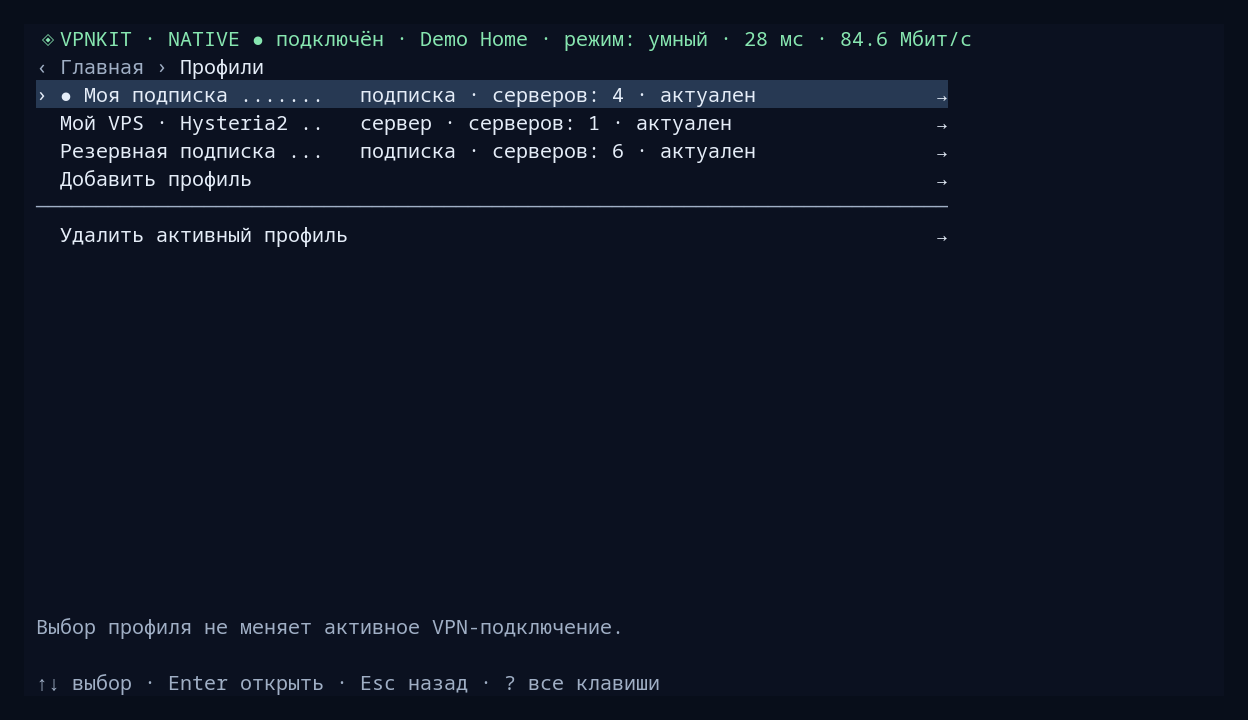 ◈ VPNKIT · NATIVE ● подключён · Demo Home · режим: умный · 28 мс · 84.6 Мбит/с
‹ Главная › Профили
› ● Моя подписка ....... подписка · серверов: 4 · актуален →
Мой VPS · Hysteria2 .. сервер · серверов: 1 · актуален →
Резервная подписка ... подписка · серверов: 6 · актуален →
Добавить профиль →
Удалить активный профиль →
Выбор профиля не меняет активное VPN-подключение.
↑↓ выбор · Enter открыть · Esc назад · ? все клавиши